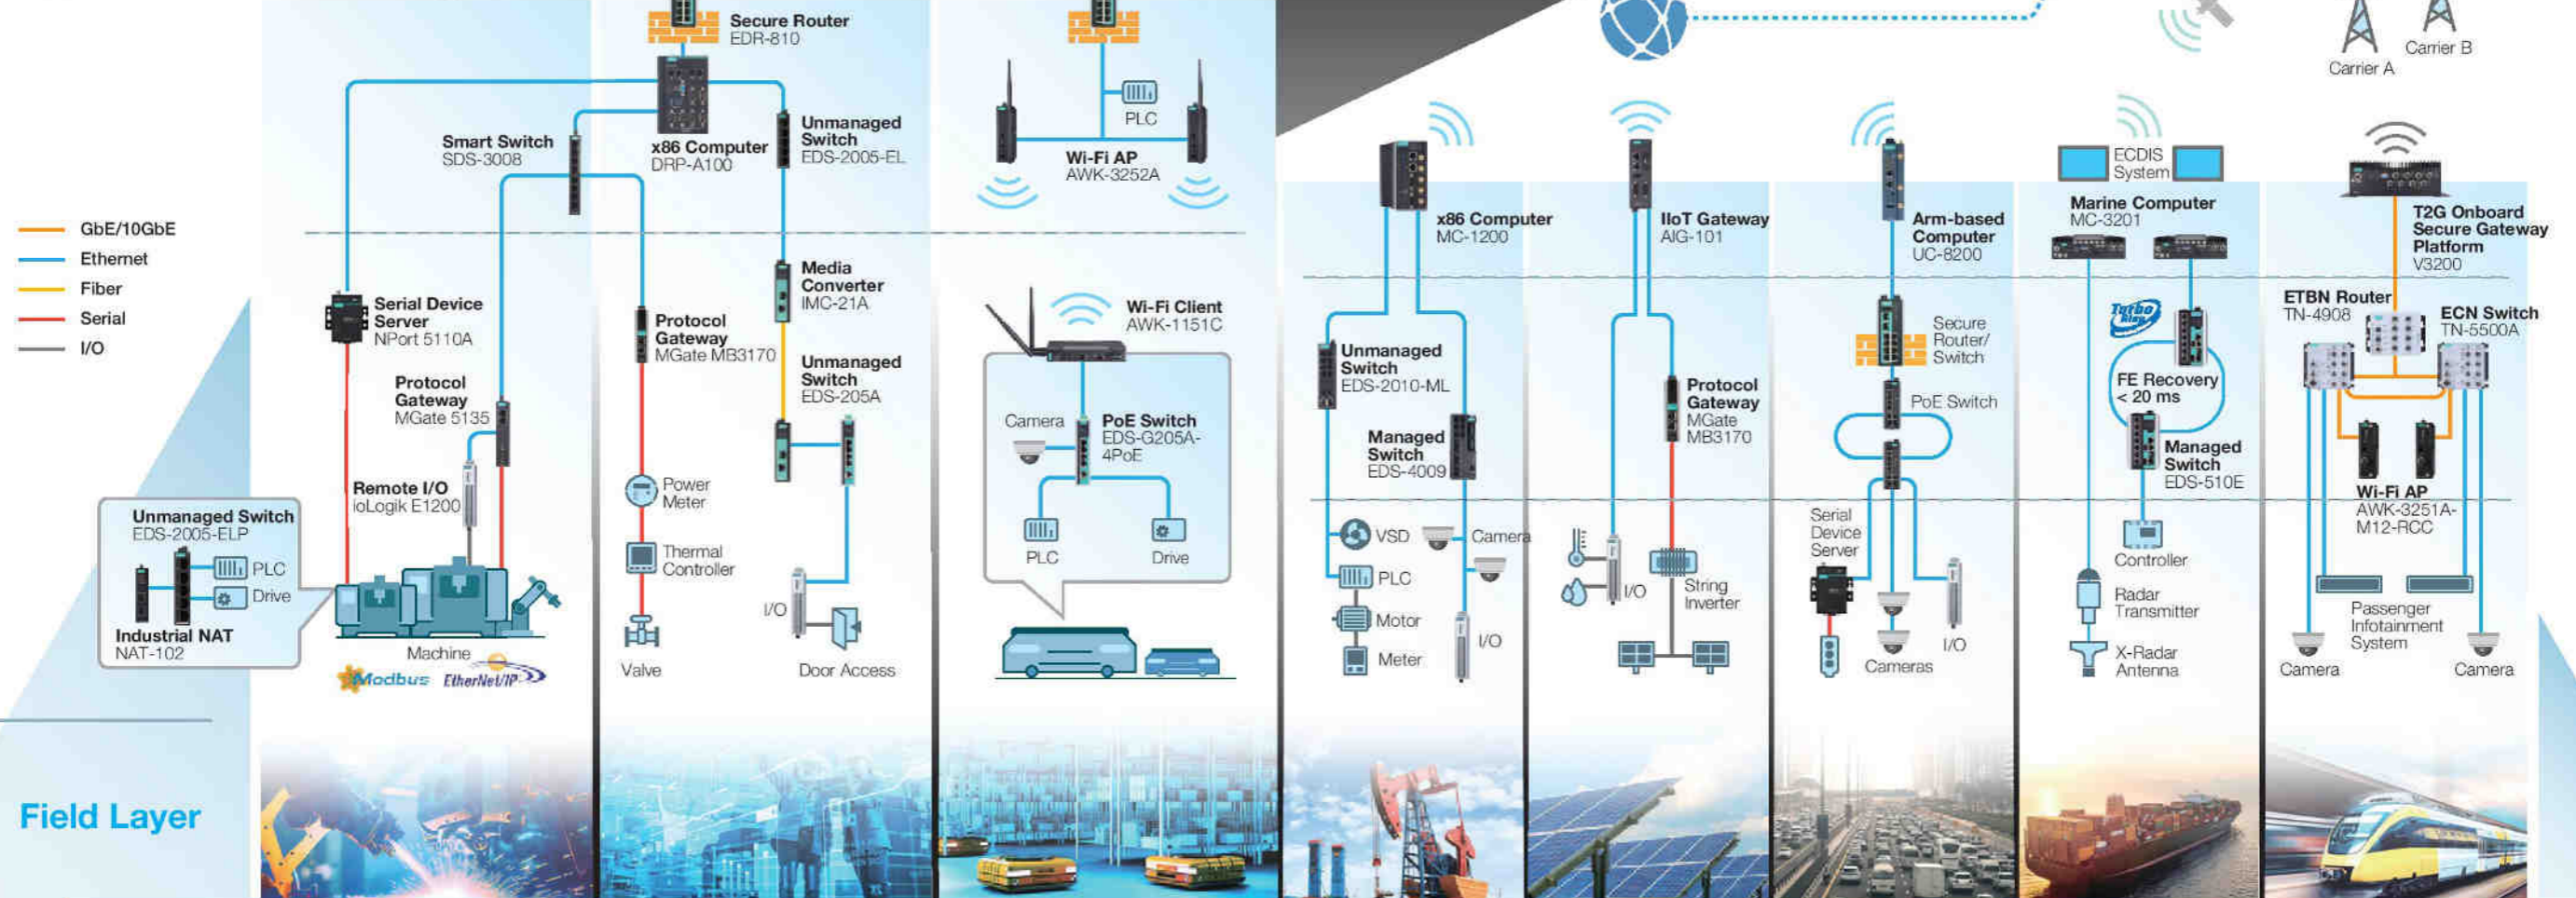 GbE/10GbE
Ethernet
Fiber
Serial
I/O
Field Layer
Secure Router
EDR-810
Smart Switch
SDS-3008
x86 Computer
DRP-A100
Unmanaged
Switch
EDS-2005-EL
Serial Device
Server
NPort 5110A
Protocol
Gateway
MGate 5135
Remote I/O
ioLogik E1200
Unmanaged Switch
EDS-2005-ELP
PLC
Drive
Industrial NAT
NAT-102
Machine
Modbus
EtherNet/IP
Protocol
Gateway
MGate MB3170
Power
Meter
Thermal
Controller
Valve
Media
Converter
IMC-21A
Unmanaged
Switch
EDS-205A
I/O
Door Access
PLC
Wi-Fi AP
AWK-3252A
Wi-Fi Client
AWK-1151C
Camera
PoE Switch
EDS-G205A-
4PoE
PLC
Drive
x86 Computer
MC-1200
Unmanaged
Switch
EDS-2010-ML
Managed
Switch
EDS-4009
VSD
Camera
PLC
Motor
Meter
I/O
IIoT Gateway
AIG-101
Protocol
Gateway
MGate
MB3170
I/O
String
Inverter
Arm-based
Computer
UC-8200
Secure
Router/
Switch
PoE Switch
Serial
Device
Server
Cameras
I/O
ECDIS
System
Marine Computer
MC-3201
Turbo
Ring
FE Recovery
< 20 ms
Managed
Switch
EDS-510E
Controller
Radar
Transmitter
X-Radar
Antenna
Carrier A
Carrier B
T2G Onboard
Secure Gateway
Platform
V3200
ETBN Router
TN-4908
ECN Switch
TN-5500A
Wi-Fi AP
AWK-3251A-
M12-RCC
Passenger
Infotainment
System
Camera
Camera